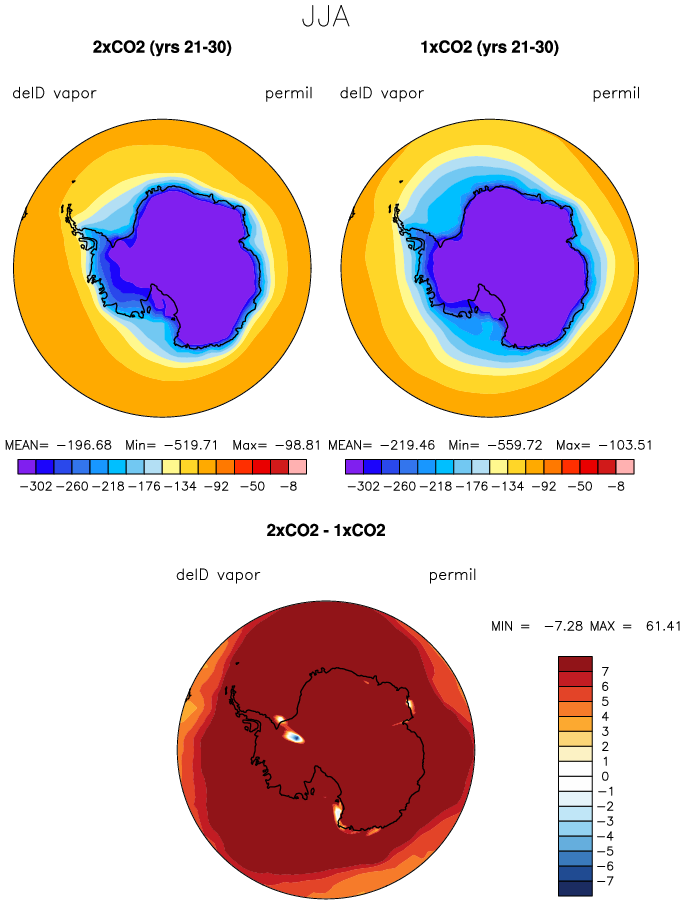 JJA
2xCO2 (yrs 21-30) 1xCO2 (yrs 21-30)
delD vapor permil delD vapor permil
MEAN= -196.68 Min= -519.71 Max= -98.81 MEAN= -219.46 Min= -559.72 Max= -103.51
-302 -260 -218 -176 -134 -92 -50 -8 -302 -260 -218 -176 -134 -92 -50 -8
2xCO2 - 1xCO2
delD vapor permil
MIN = -7.28 MAX = 61.41
7
6
5
4
3
2
1
0
-1
-2
-3
-4
-5
-6
-7